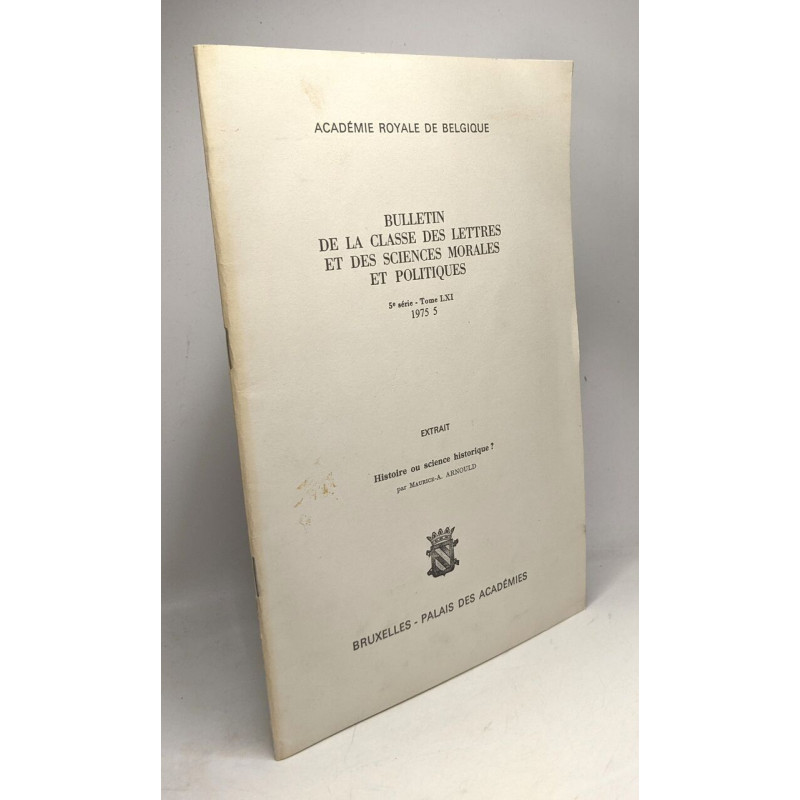 ACADÉMIE ROYALE DE BELGIQUE
BULLETIN
DE LA CLASSE DES LETTRES
ET DES SCIENCES MORALES
ET POLITIQUES
5e série - Tome LXI
1975 5
EXTRAIT
Histoire ou science historique ?
par Maurice-A. ARNOULD
BRUXELLES - PALAIS DES ACADÉMIES